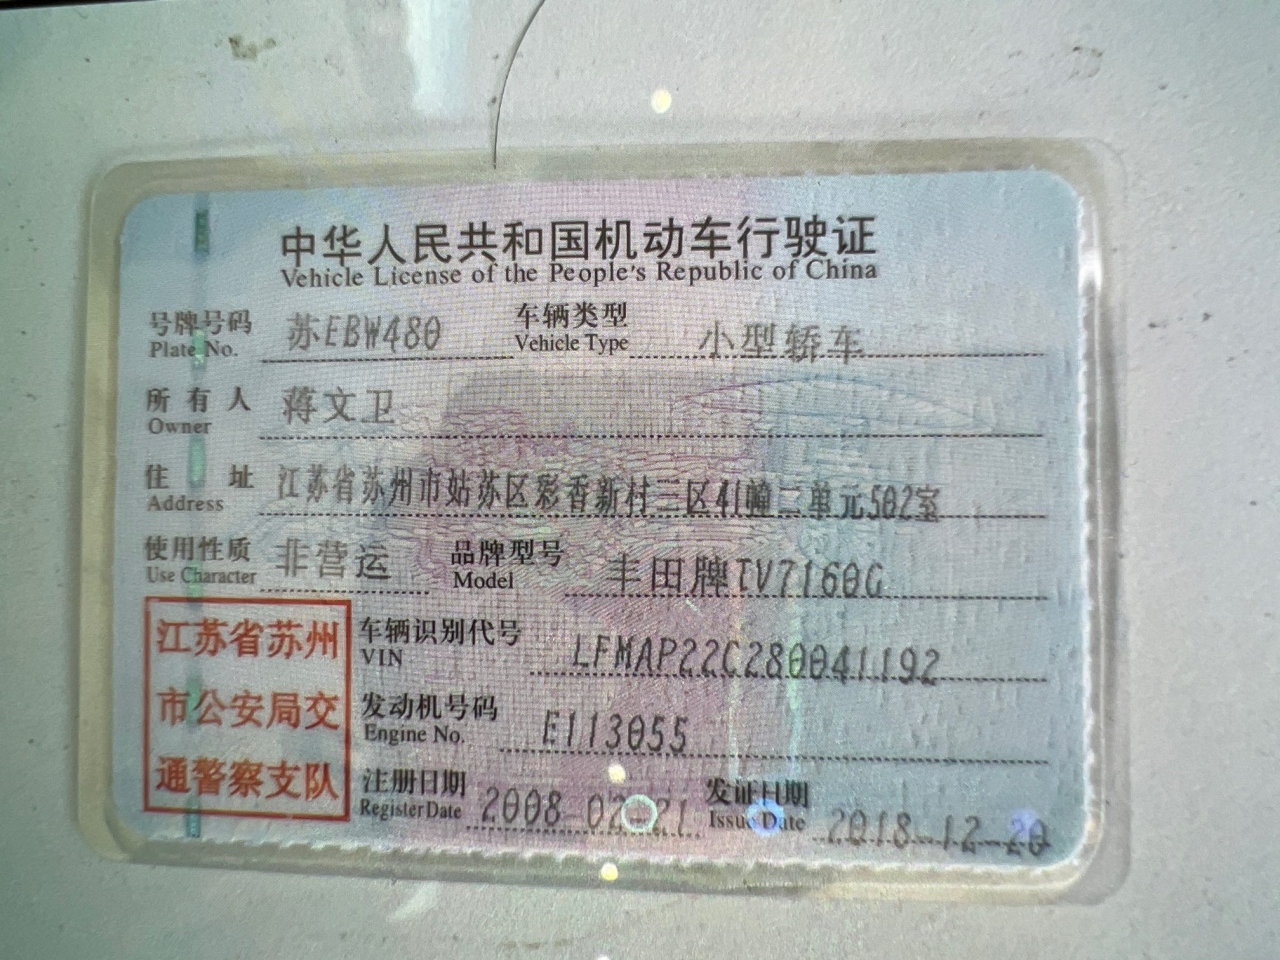 中华人民共和国机动车行驶证
Vehicle License of the People's Republic of China
号牌号码 苏EBW480 车辆类型 小型轿车
Plate No. Vehicle Type
所有人 蒋文卫
Owner
住址 江苏省苏州市姑苏区彩香新村三区41幢三单元502室
Address
使用性质 非营运 品牌型号 丰田牌TV7160G
Use Character Model
江苏省苏州
市公安局交
通警察支队
车辆识别代号 LFMAP22C280041192
VIN
发动机号码 E113055
Engine No.
注册日期 2008-02-21 发证日期 2018-12-20
Register Date Issue Date